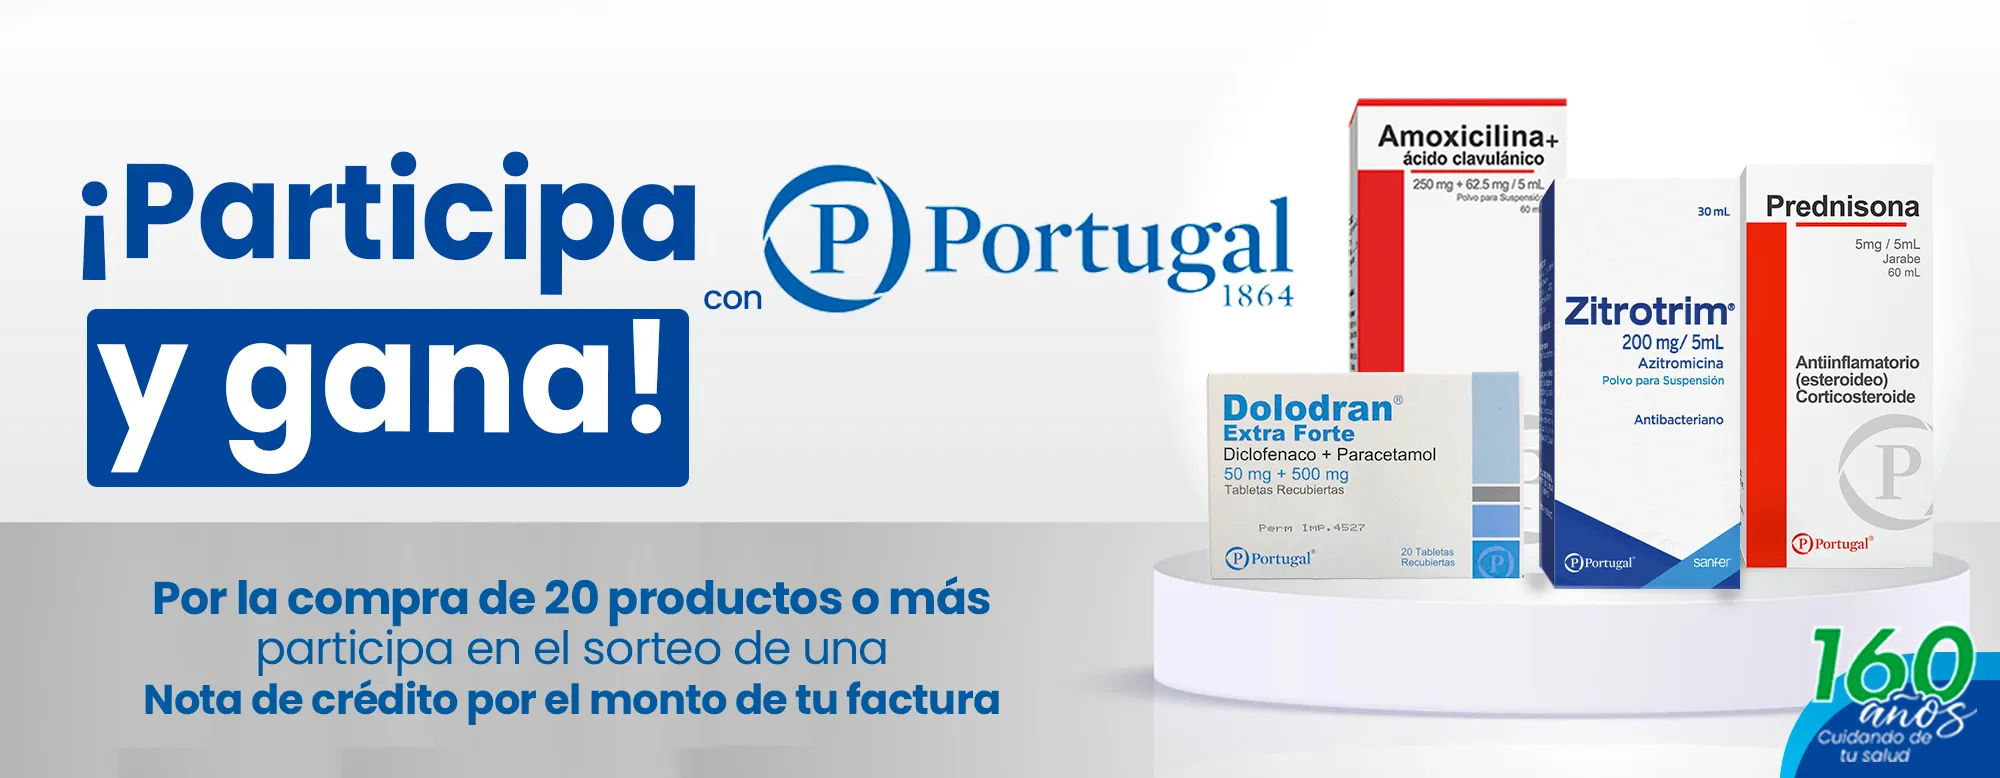 ¡Participa
y gana!
con
P Portugal
1864
Por la compra de 20 productos o más
participa en el sorteo de una
Nota de crédito por el monto de tu factura
Amoxicilina+
ácido clavulánico
250 mg + 62.5 mg / 5 mL
Polvo para Suspensión
60 m
Dolodran®
Extra Forte
Diclofenaco + Paracetamol
50 mg + 500 mg
Tabletas Recubiertas
Perm Imp.4527
P Portugal®
20 Tabletas
Recubiertas
P
30 mL
Zitrotrim®
200 mg/ 5mL
Azitromicina
Polvo para Suspensión
Antibacteriano
P Portugal®
sanfer
Prednisona
5mg / 5mL
Jarabe
60 mL
Antiinflamatorio
(esteroideo)
Corticosteroide
P
P Portugal®
160
años
Cuidando de
tu salud